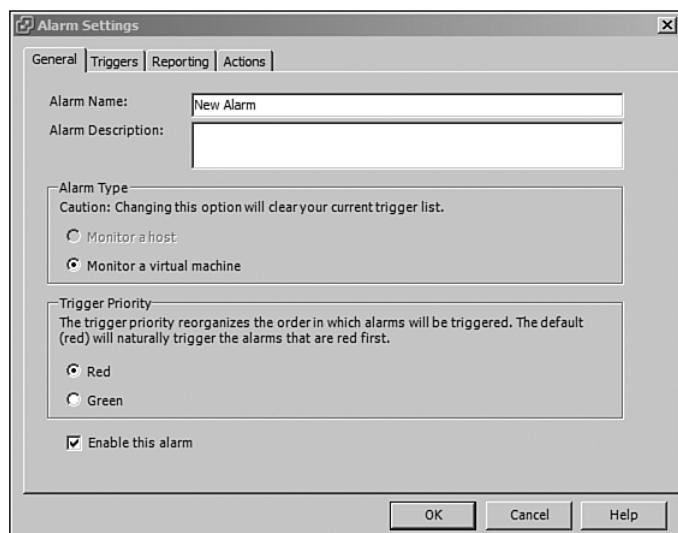 Alarm Settings
General Triggers Reporting Actions
Alarm Name: New Alarm
Alarm Description:
Alarm Type
Caution: Changing this option will clear your current trigger list.
Monitor a host
Monitor a virtual machine
Trigger Priority
The trigger priority reorganizes the order in which alarms will be triggered. The default
(red) will naturally trigger the alarms that are red first.
Red
Green
Enable this alarm
OK Cancel Help